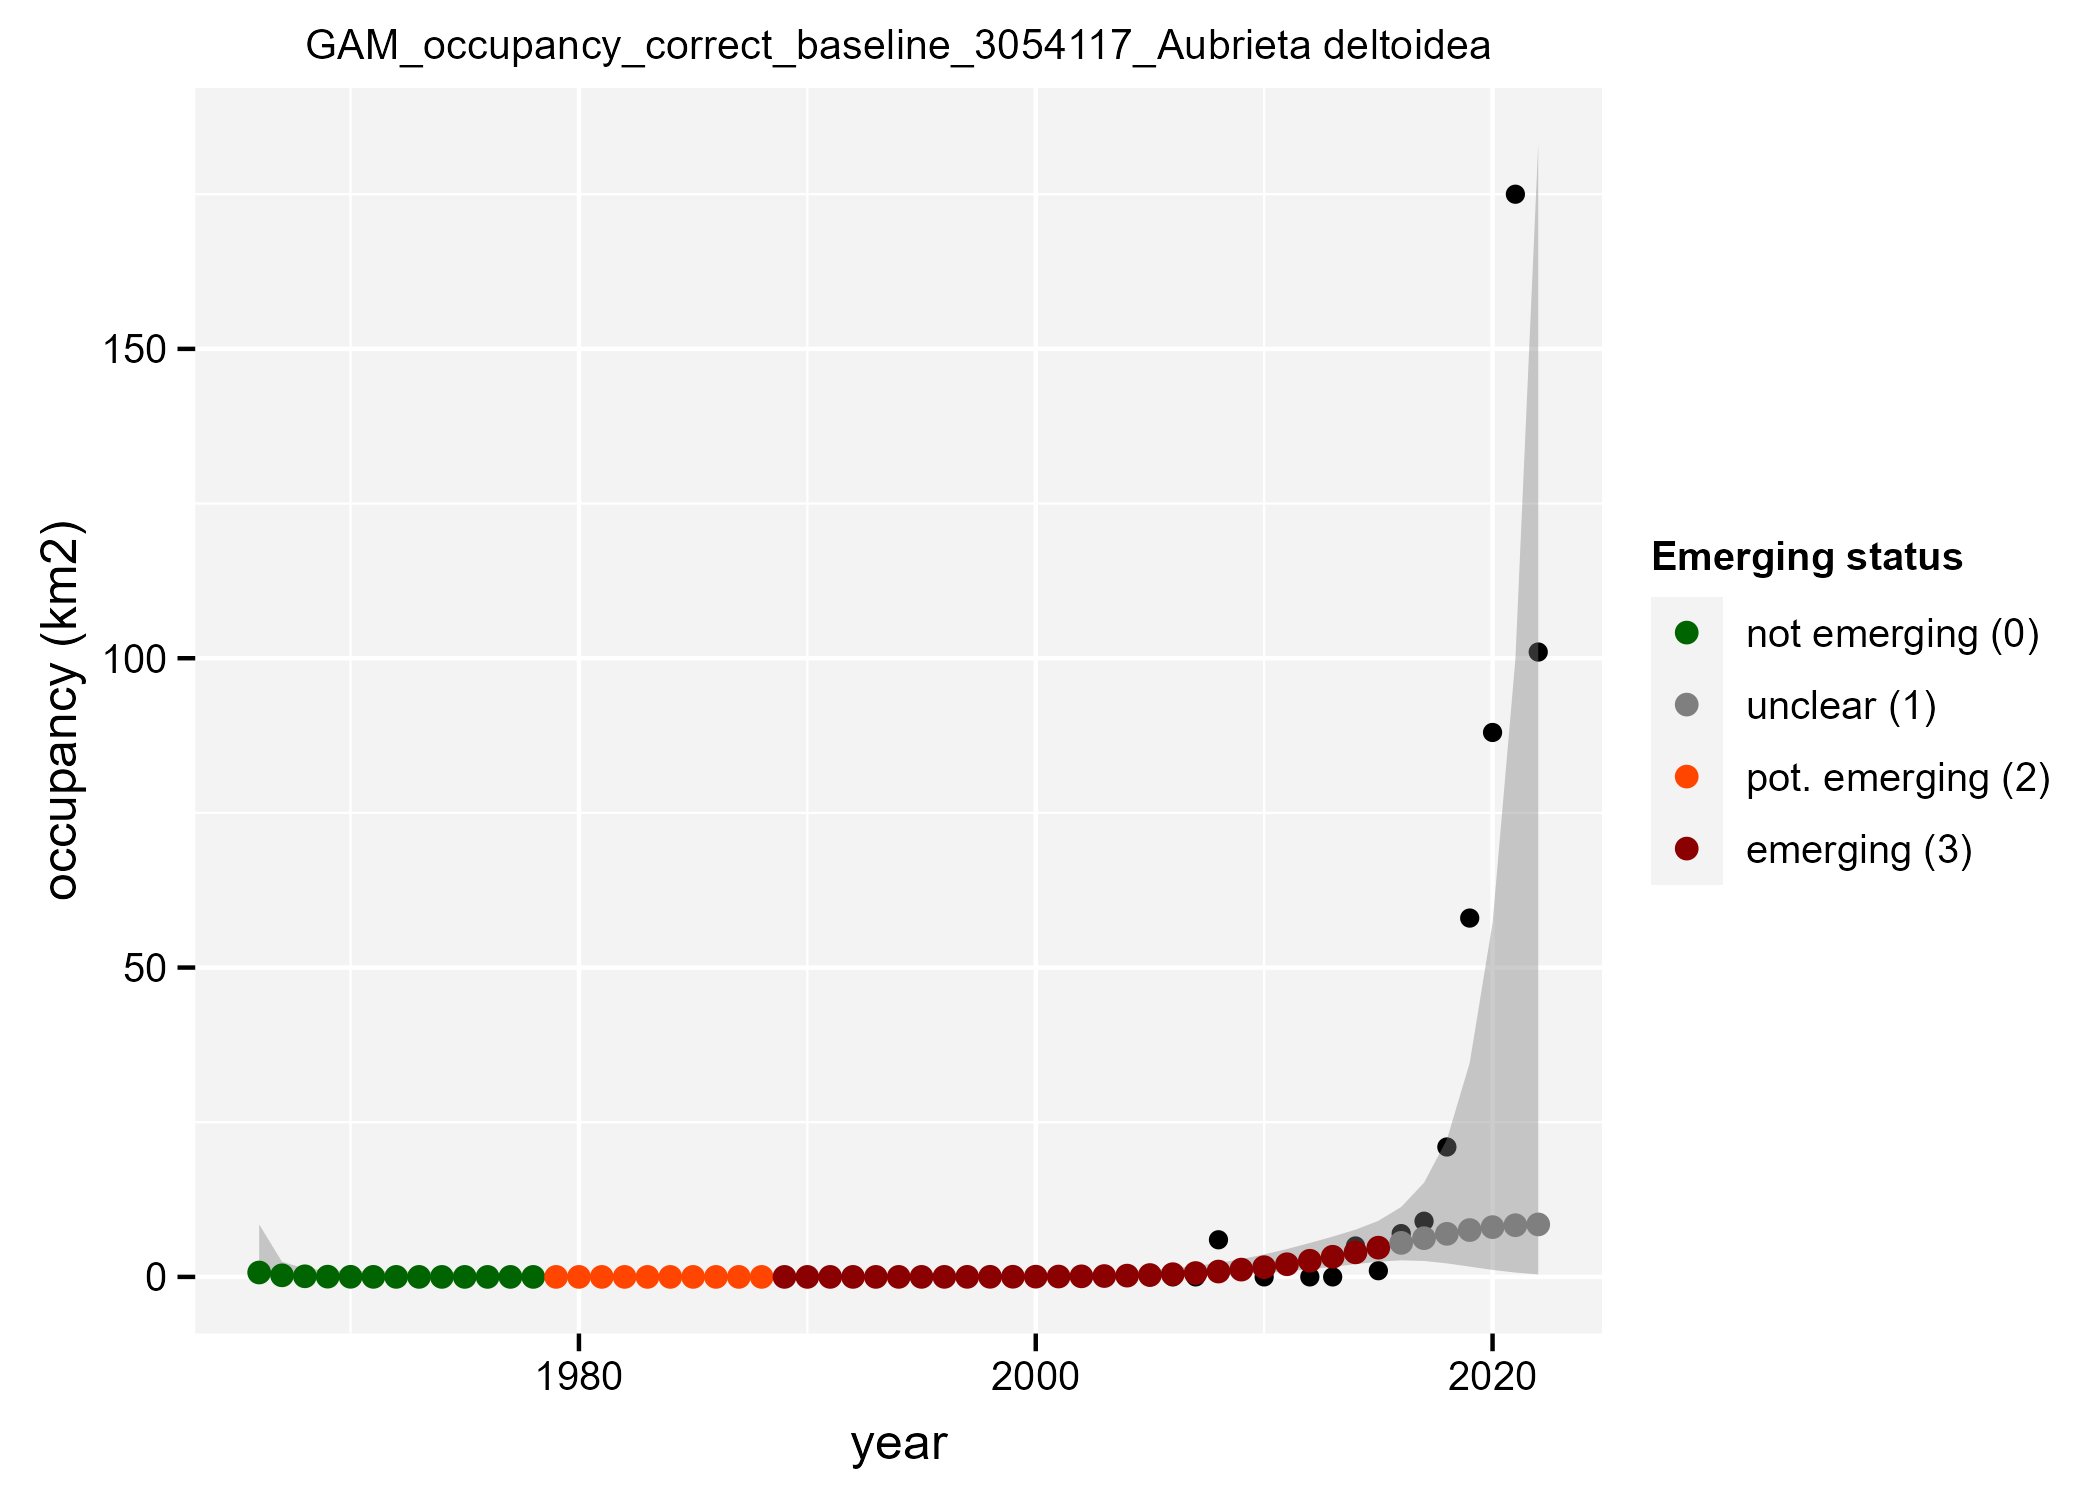 GAM_occupancy_correct_baseline_3054117_Aubrieta deltoidea
occupancy (km2)
150
100
50
0
1980
2000
2020
year
Emerging status
not emerging (0)
unclear (1)
pot. emerging (2)
emerging (3)